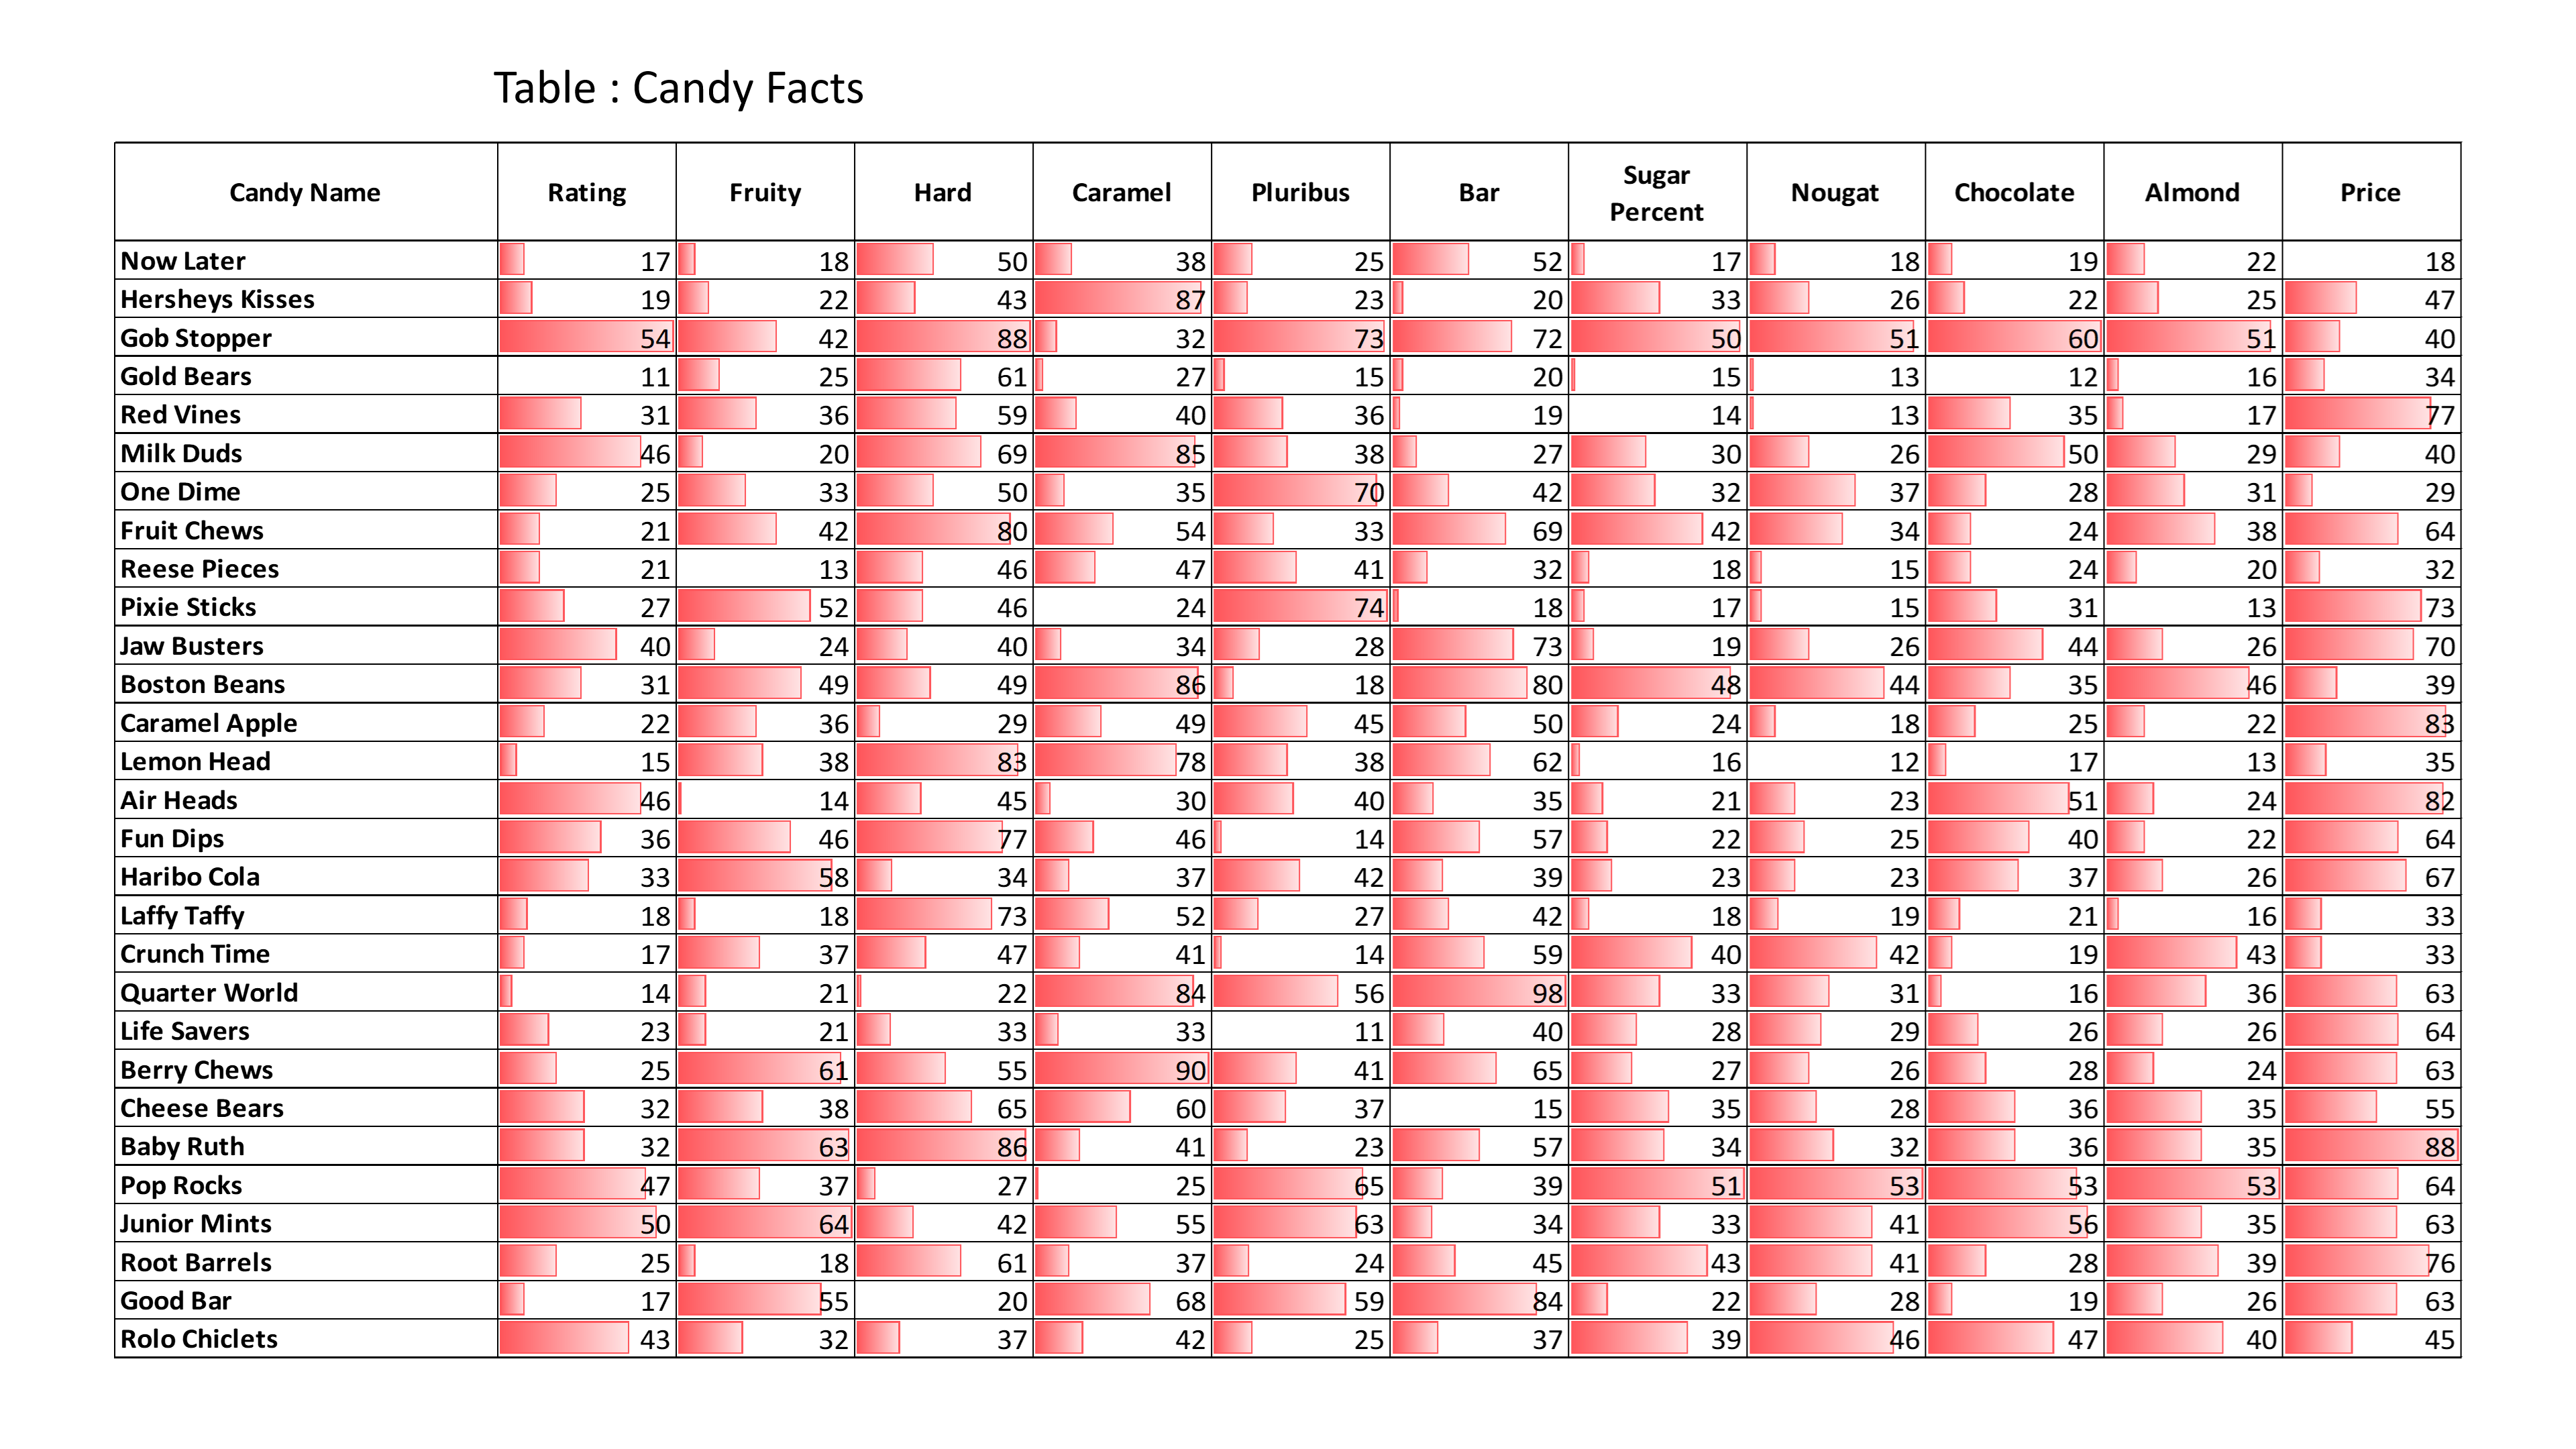 Table : Candy Facts
Candy Name Rating Fruity Hard Caramel Pluribus Bar Sugar Percent Nougat Chocolate Almond Price
Now Later 17 18 50 38 25 52 17 18 19 22 18
Hersheys Kisses 19 22 43 87 23 20 33 26 22 25 47
Gob Stopper 54 42 88 32 73 72 50 51 60 51 40
Gold Bears 11 25 61 27 15 20 15 13 12 16 34
Red Vines 31 36 59 40 36 19 14 13 35 17 77
Milk Duds 46 20 69 85 38 27 30 26 50 29 40
One Dime 25 33 50 35 70 42 32 37 28 31 29
Fruit Chews 21 42 80 54 33 69 42 34 24 38 64
Reese Pieces 21 13 46 47 41 32 18 15 24 20 32
Pixie Sticks 27 52 46 24 74 18 17 15 31 13 73
Jaw Busters 40 24 40 34 28 73 19 26 44 26 70
Boston Beans 31 49 49 86 18 80 48 44 35 46 39
Caramel Apple 22 36 29 49 45 50 24 18 25 22 83
Lemon Head 15 38 83 78 38 62 16 12 17 13 35
Air Heads 46 14 45 30 40 35 21 23 51 24 82
Fun Dips 36 46 77 46 14 57 22 25 40 22 64
Haribo Cola 33 58 34 37 42 39 23 23 37 26 67
Laffy Taffy 18 18 73 52 27 42 18 19 21 16 33
Crunch Time 17 37 47 41 14 59 40 42 19 43 33
Quarter World 14 21 22 84 56 98 33 31 16 36 63
Life Savers 23 21 33 33 11 40 28 29 26 26 64
Berry Chews 25 61 55 90 41 65 27 26 28 24 63
Cheese Bears 32 38 65 60 37 15 35 28 36 35 55
Baby Ruth 32 63 86 41 23 57 34 32 36 35 88
Pop Rocks 47 37 27 25 65 39 51 53 53 53 64
Junior Mints 50 64 42 55 63 34 33 41 56 35 63
Root Barrels 25 18 61 37 24 45 43 41 28 39 76
Good Bar 17 55 20 68 59 84 22 28 19 26 63
Rolo Chiclets 43 32 37 42 25 37 39 46 47 40 45